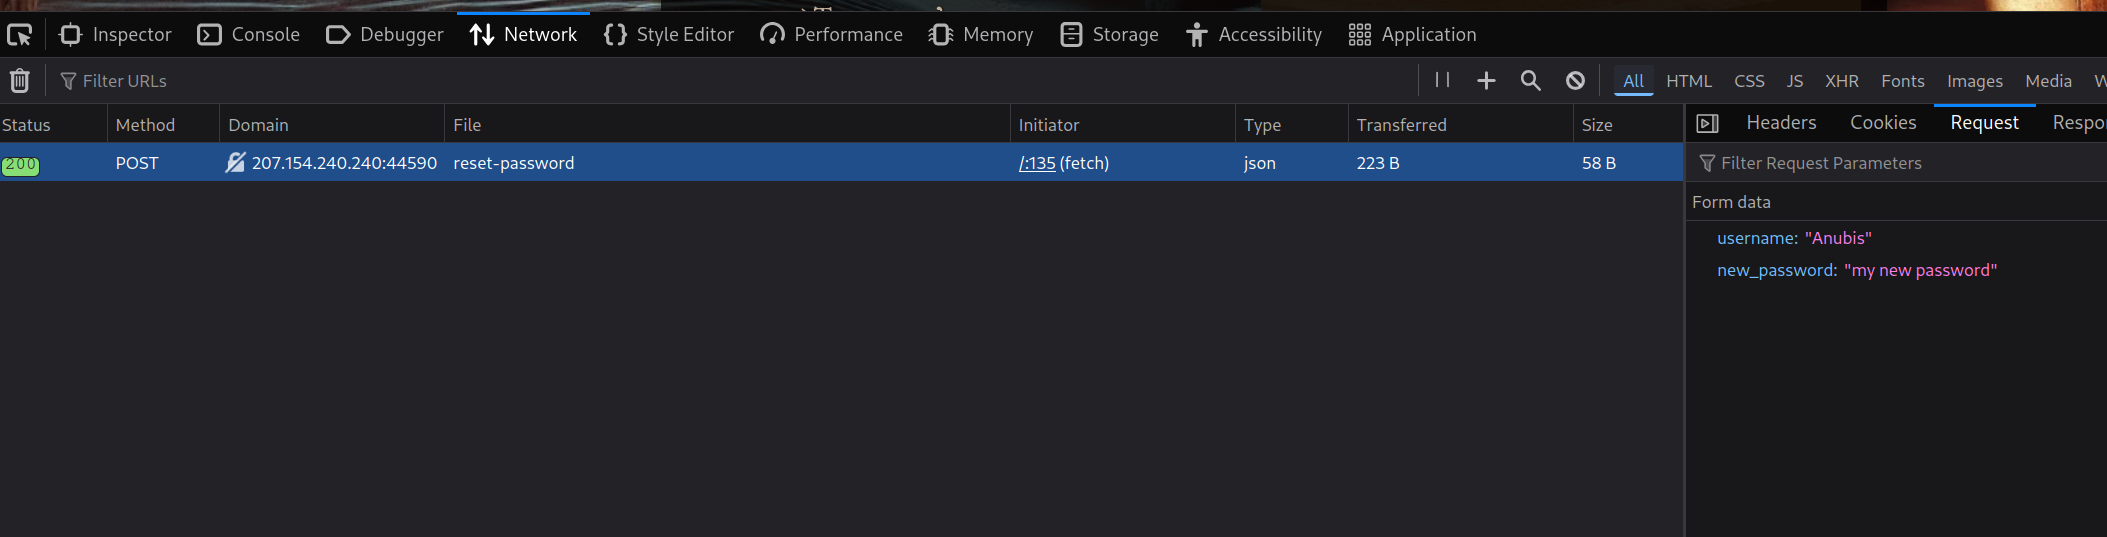 Inspector Console Debugger Network Style Editor Performance Memory Storage Accessibility Application
Filter URLs All HTML CSS JS XHR Fonts Images Media
Status Method Domain File Initiator Type Transferred Size Headers Cookies Request Respo
200 POST 207.154.240.240:44590 reset-password /:135 (fetch) json 223 B 58 B
Filter Request Parameters
Form data
username: "Anubis"
new_password: "my new password"